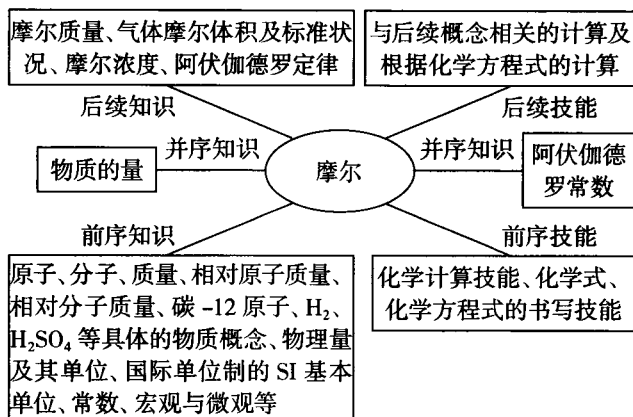 摩尔质量、气体摩尔体积及标准状
况、摩尔浓度、阿伏伽德罗定律
与后续概念相关的计算及
根据化学方程式的计算
后续知识
后续技能
物质的量
并序知识
摩尔
并序知识
阿伏伽德
罗常数
前序知识
前序技能
原子、分子、质量、相对原子质量、
相对分子质量、碳-12原子、H₂、
H₂SO₄等具体的物质概念、物理量
及其单位、国际单位制的SI基本
单位、常数、宏观与微观等
化学计算技能、化学式、
化学方程式的书写技能